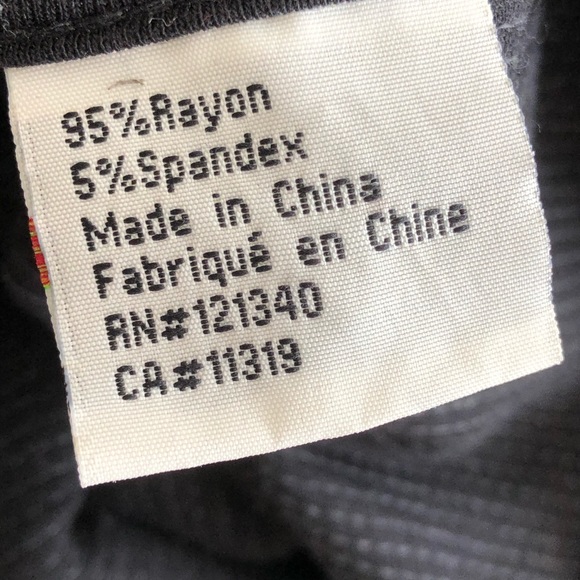 95%Rayon
5%Spandex
Made in China
Fabriqué en Chine
RN#121340
CA#11319